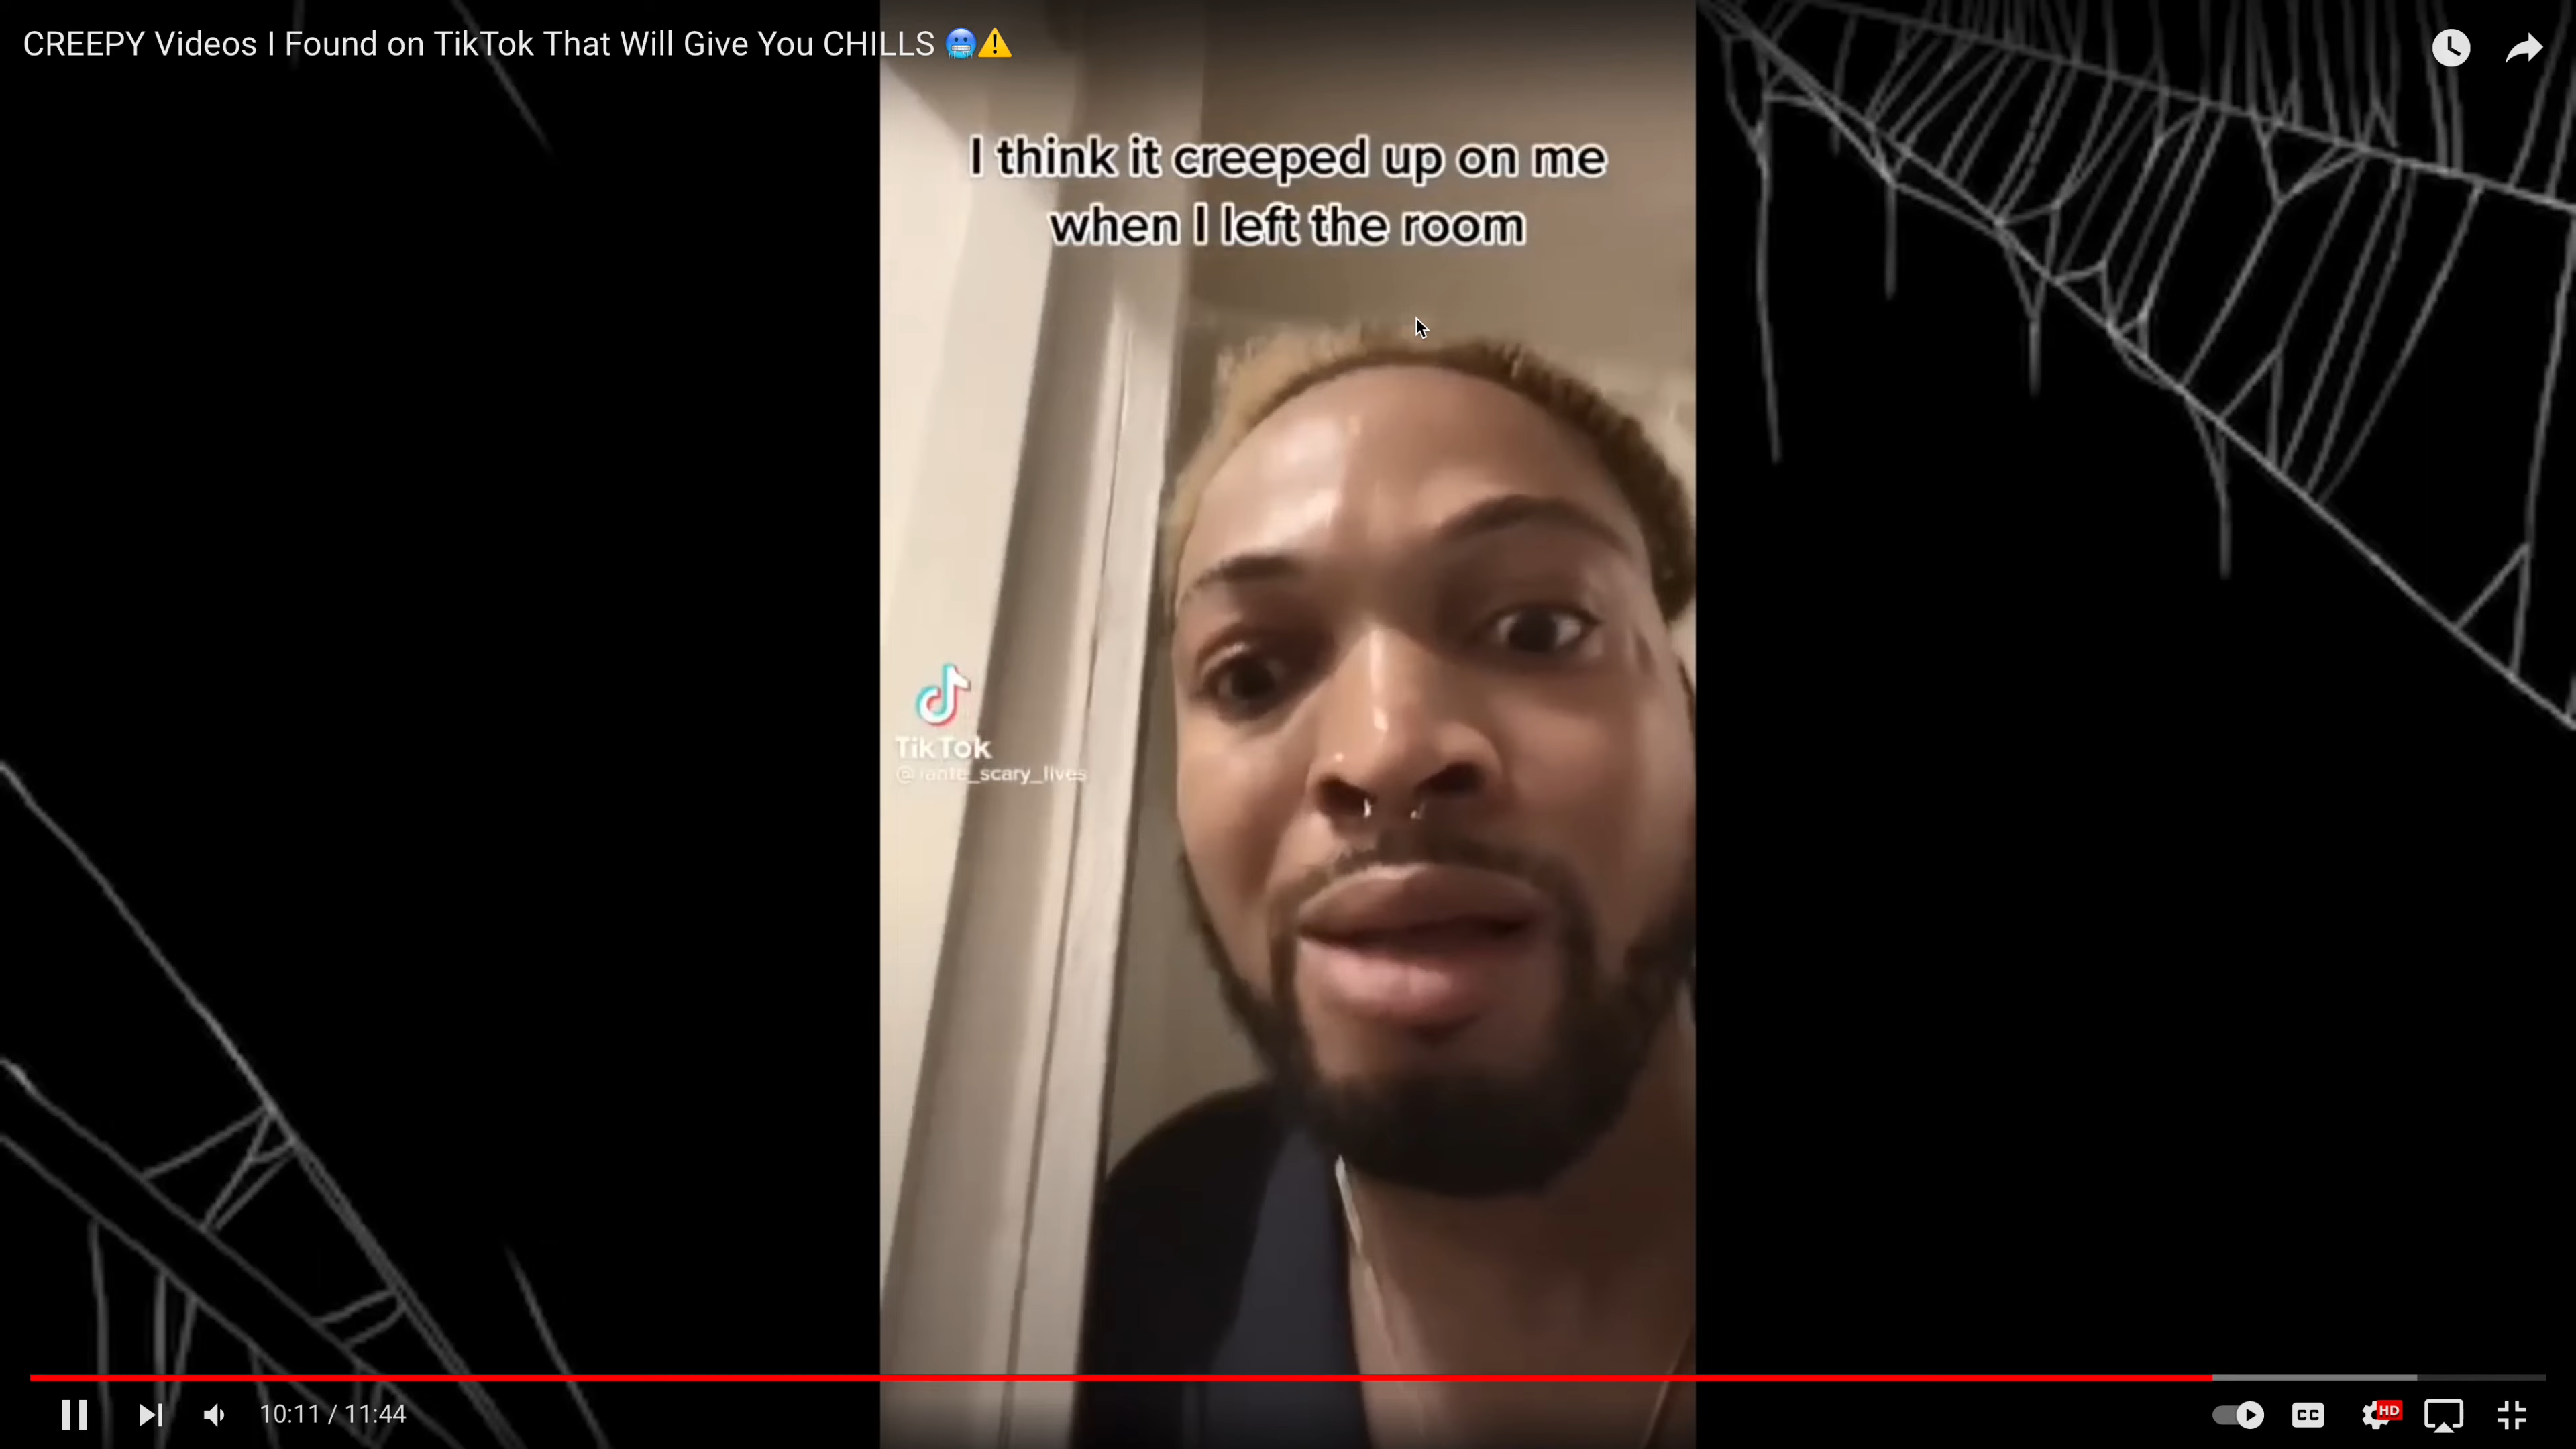 CREEPY Videos I Found on TikTok That Will Give You CHILLS 🥶⚠️
I think it creeped up on me
when I left the room
TikTok
10:11 / 11:44
CC
HD